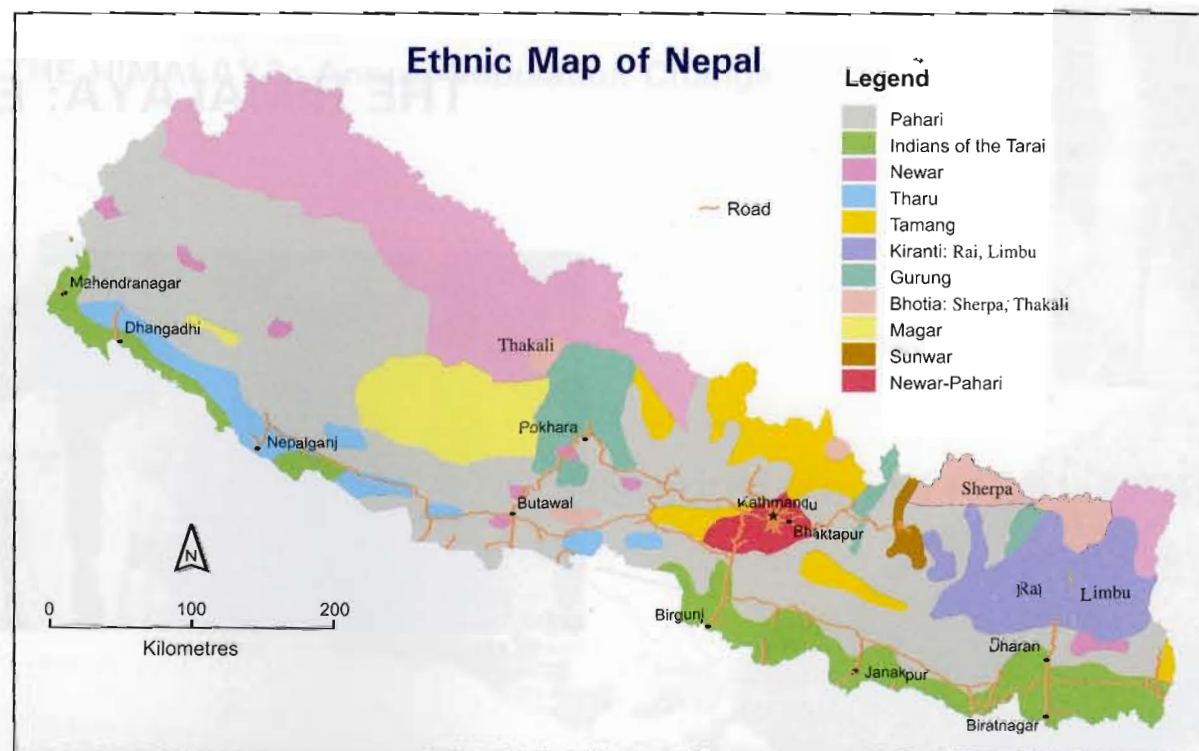 Ethnic Map of Nepal
Legend
Pahari
Indians of the Tarai
Newar
Tharu
Tamang
Kiranti: Rai, Limbu
Gurung
Bhotia: Sherpa, Thakali
Magar
Sunwar
Newar-Pahari
Road
Mahendranagar
Dhangadhi
Thakali
Nepalganj
Pokhara
Butawal
Kathmandu
Bhaktapur
Sherpa
Rai
Limbu
Birgunj
Janakpur
Dharan
Biratnagar
N
0 100 200
Kilometres